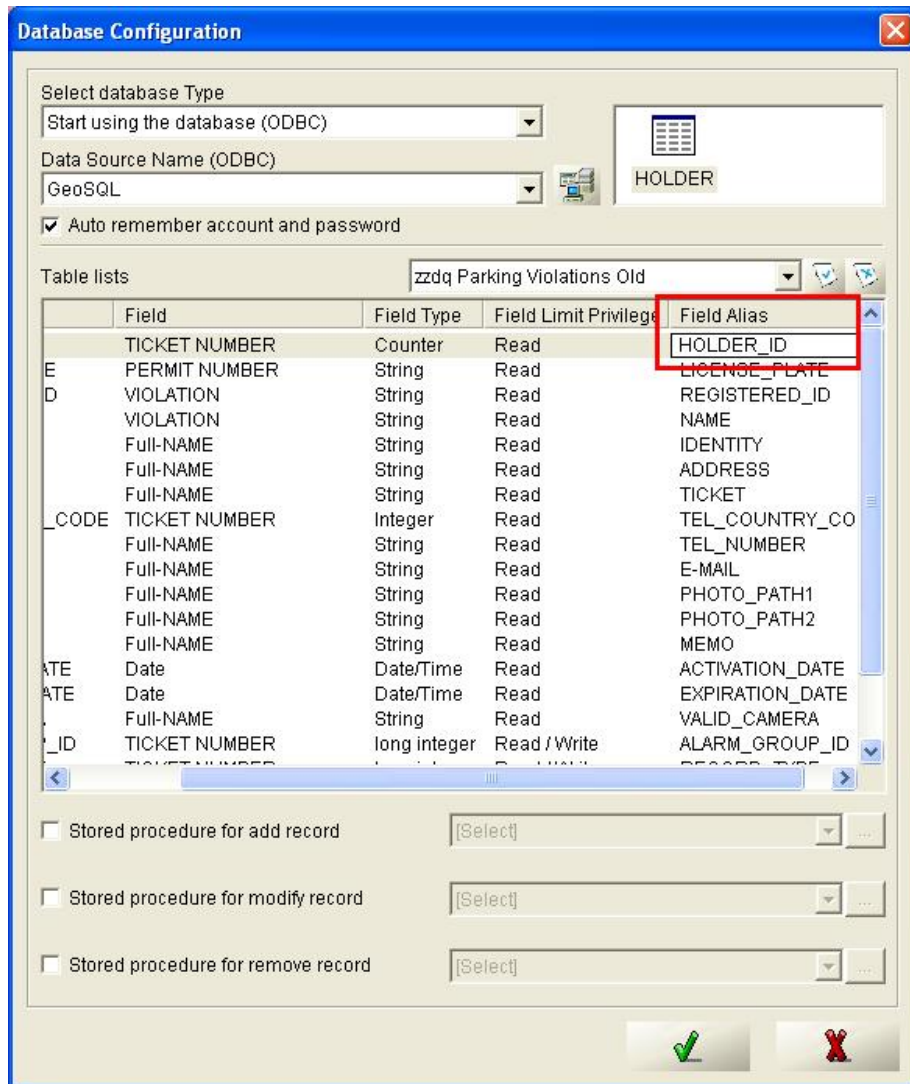 Database Configuration
Select database Type
Start using the database (ODBC)
Data Source Name (ODBC)
GeoSQL
HOLDER
Auto remember account and password
Table lists
zzdq Parking Violations Old
Field Field Type Field Limit Privilege Field Alias
TICKET NUMBER Counter Read HOLDER_ID
E PERMIT NUMBER String Read LICENSE_PLATE
D VIOLATION String Read REGISTERED_ID
VIOLATION String Read NAME
Full-NAME String Read IDENTITY
Full-NAME String Read ADDRESS
Full-NAME String Read TICKET
_CODE TICKET NUMBER Integer Read TEL_COUNTRY_CO
Full-NAME String Read TEL_NUMBER
Full-NAME String Read E-MAIL
Full-NAME String Read PHOTO_PATH1
Full-NAME String Read PHOTO_PATH2
Full-NAME String Read MEMO
ATE Date Date/Time Read ACTIVATION_DATE
ATE Date Date/Time Read EXPIRATION_DATE
Full-NAME String Read VALID_CAMERA
_ID TICKET NUMBER long integer Read / Write ALARM_GROUP_ID
Stored procedure for add record [Select] ...
Stored procedure for modify record [Select] ...
Stored procedure for remove record [Select] ...